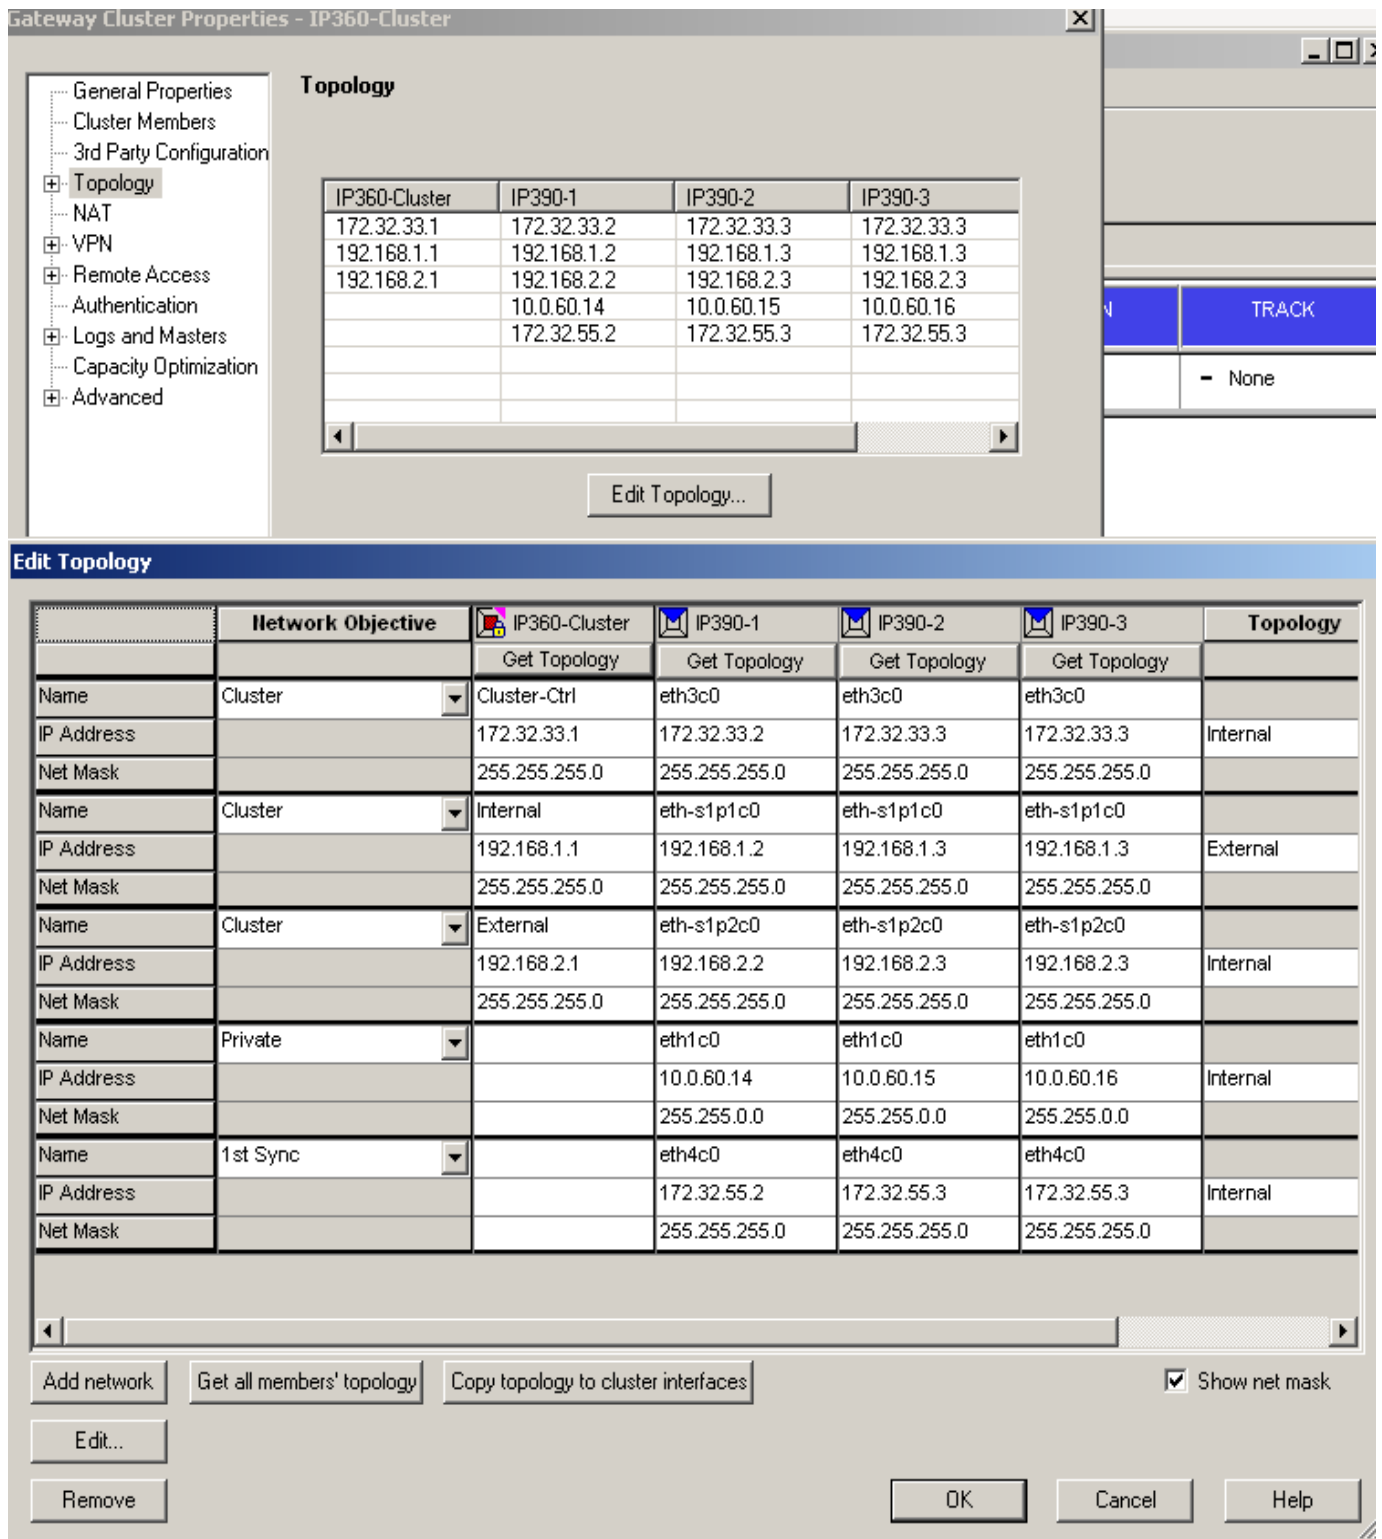 Gateway Cluster Properties - IP360-Cluster
General Properties
Cluster Members
3rd Party Configuration
Topology
NAT
VPN
Remote Access
Authentication
Logs and Masters
Capacity Optimization
Advanced
Topology
IP360-Cluster IP390-1 IP390-2 IP390-3
172.32.33.1 172.32.33.2 172.32.33.3 172.32.33.3
192.168.1.1 192.168.1.2 192.168.1.3 192.168.1.3
192.168.2.1 192.168.2.2 192.168.2.3 192.168.2.3
10.0.60.14 10.0.60.15 10.0.60.16
172.32.55.2 172.32.55.3 172.32.55.3
Edit Topology...
N TRACK
None
Edit Topology
Network Objective IP360-Cluster IP390-1 IP390-2 IP390-3 Topology
Get Topology Get Topology Get Topology Get Topology
Name Cluster Cluster-Ctrl eth3c0 eth3c0 eth3c0
IP Address 172.32.33.1 172.32.33.2 172.32.33.3 172.32.33.3 Internal
Net Mask 255.255.255.0 255.255.255.0 255.255.255.0 255.255.255.0
Name Cluster Internal eth-s1p1c0 eth-s1p1c0 eth-s1p1c0
IP Address 192.168.1.1 192.168.1.2 192.168.1.3 192.168.1.3 External
Net Mask 255.255.255.0 255.255.255.0 255.255.255.0 255.255.255.0
Name Cluster External eth-s1p2c0 eth-s1p2c0 eth-s1p2c0
IP Address 192.168.2.1 192.168.2.2 192.168.2.3 192.168.2.3 Internal
Net Mask 255.255.255.0 255.255.255.0 255.255.255.0 255.255.255.0
Name Private eth1c0 eth1c0 eth1c0
IP Address 10.0.60.14 10.0.60.15 10.0.60.16 Internal
Net Mask 255.255.0.0 255.255.0.0 255.255.0.0
Name 1st Sync eth4c0 eth4c0 eth4c0
IP Address 172.32.55.2 172.32.55.3 172.32.55.3 Internal
Net Mask 255.255.255.0 255.255.255.0 255.255.255.0
Add network Get all members' topology Copy topology to cluster interfaces Show net mask
Edit...
Remove OK Cancel Help